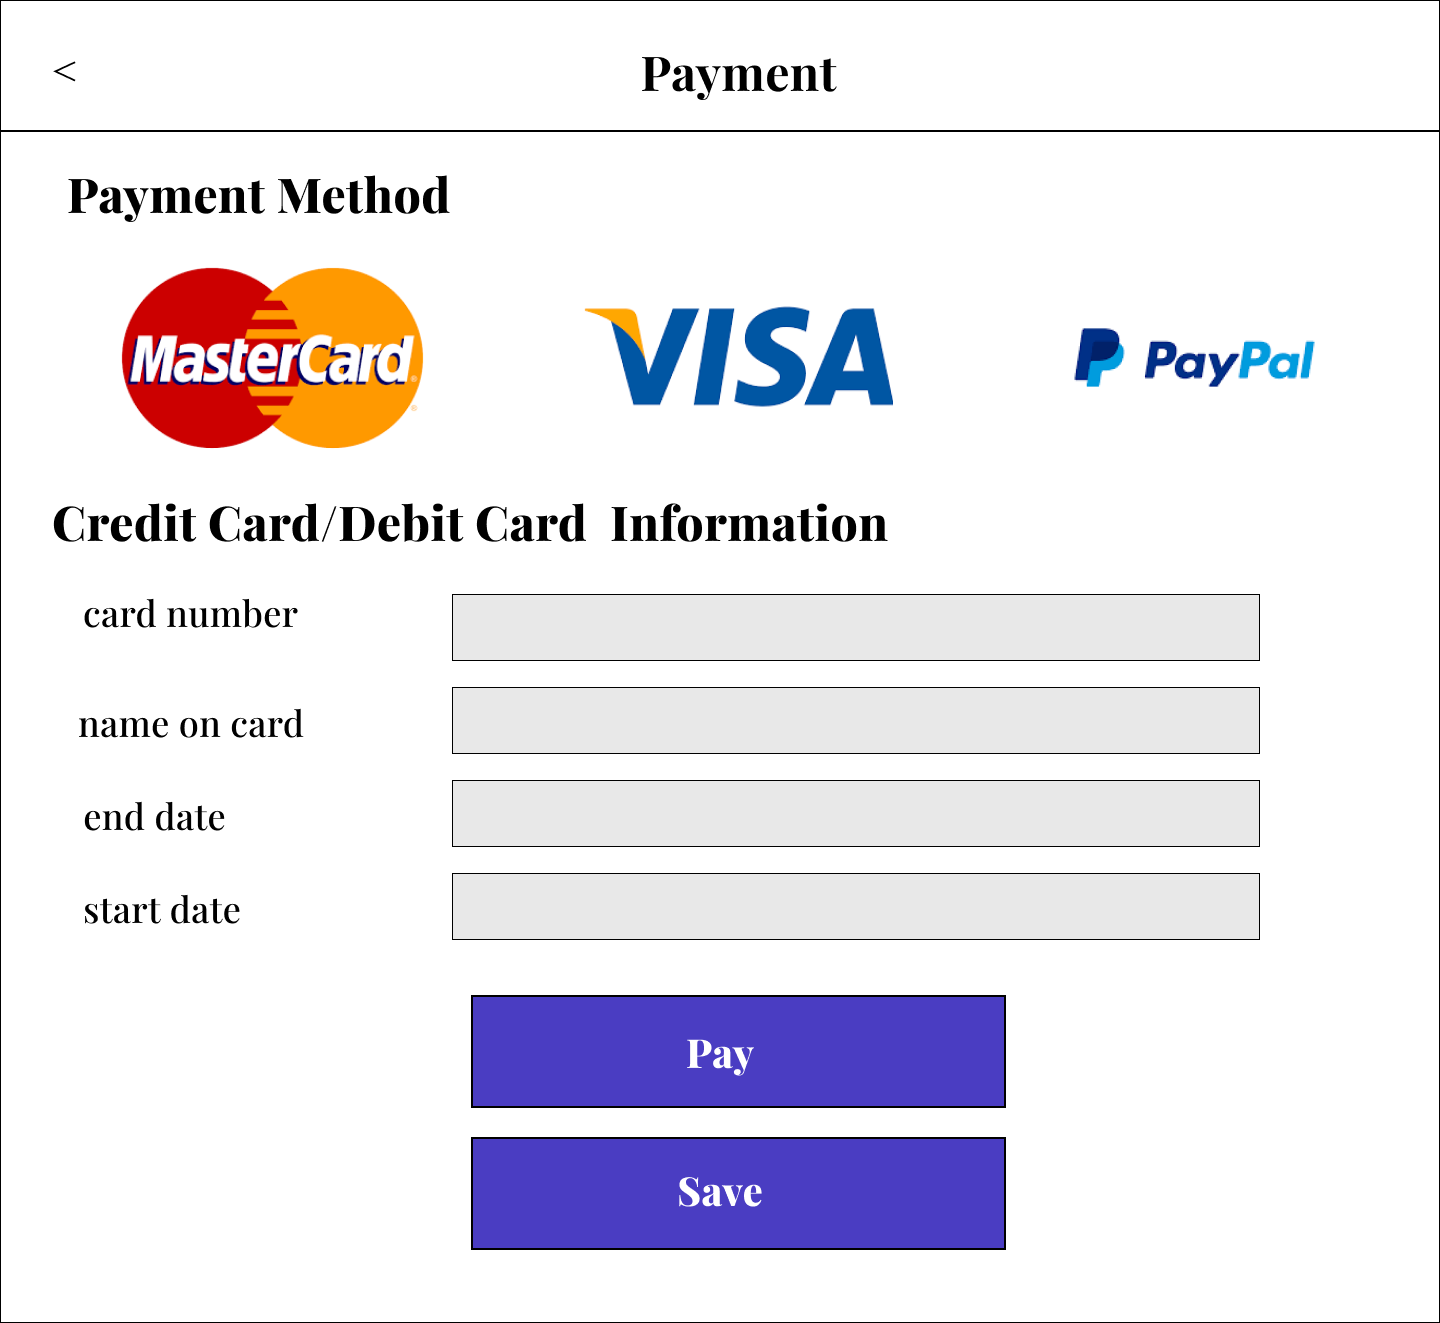 < Payment
Payment Method
MasterCard VISA PayPal
Credit Card/Debit Card Information
card number
name on card
end date
start date
Pay
Save